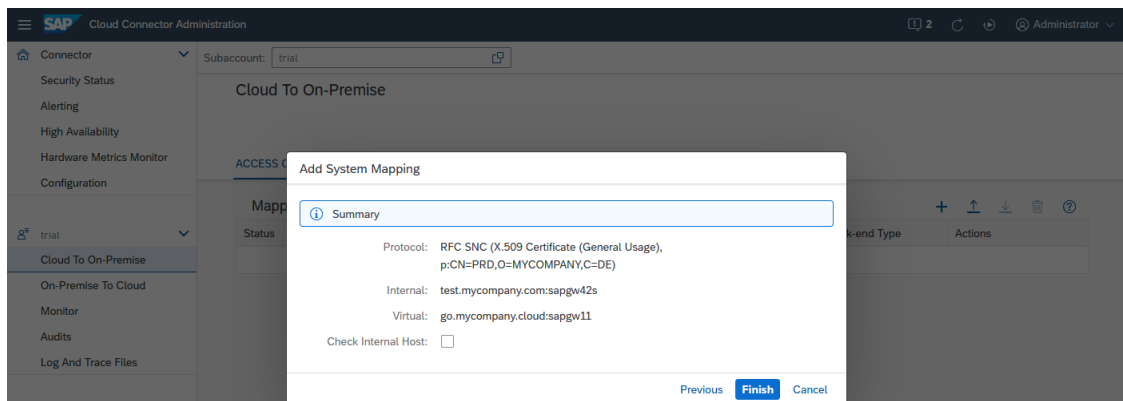 SAP Cloud Connector Administration 2 Administrator
Connector
Security Status
Alerting
High Availability
Hardware Metrics Monitor
Configuration
trial
Cloud To On-Premise
On-Premise To Cloud
Monitor
Audits
Log And Trace Files
Subaccount: trial
Cloud To On-Premise
ACCESS C
Mapp
Status k-end Type Actions
Add System Mapping
Summary
Protocol: RFC SNC (X.509 Certificate (General Usage),
p:CN=PRD,O=MYCOMPANY,C=DE)
Internal: test.mycompany.com:sapgw42s
Virtual: go.mycompany.cloud:sapgw11
Check Internal Host:
Previous Finish Cancel